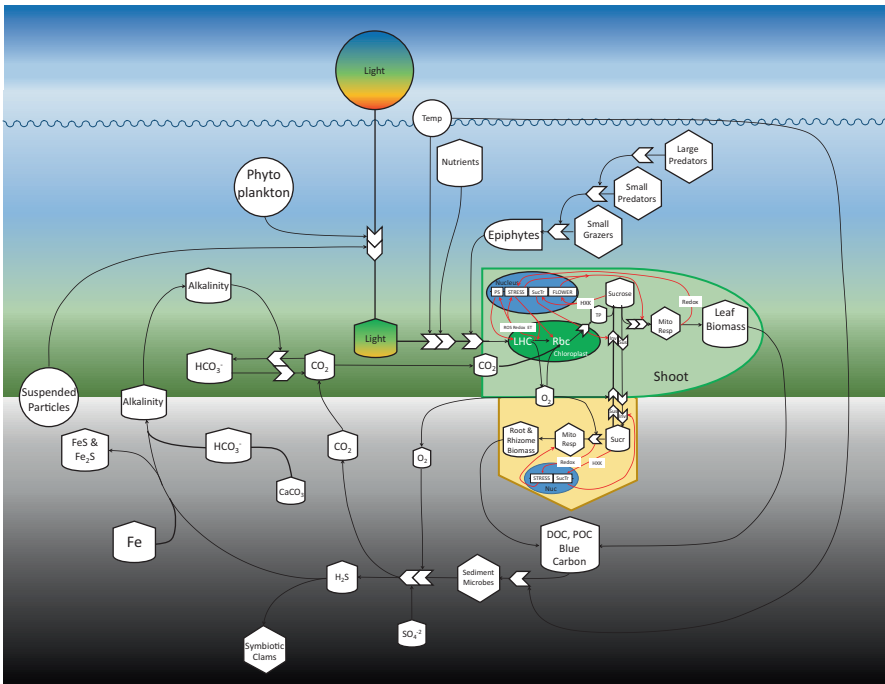 Light
Temp
Nutrients
Large
Predators
Small
Predators
Small
Grazers
Phyto
plankton
Epiphytes
Alkalinity
Light
Nucleus
PS
STRESS
SucTr
FLOWER
Sucrose
HXK
Redox
TP
Mito
Resp
Leaf
Biomass
ROS Redox ST
LHC
Rbc
Chloroplast
HCO3-
CO2
CO2
Shoot
Suspended
Particles
Alkalinity
O2
FeS &
Fe2S
HCO3-
CO2
O2
Root &
Rhizome
Biomass
Mito
Resp
Sucr
Redox
HXK
STRESS
SucTr
Nuc
CaCO3
Fe
DOC, POC
Blue
Carbon
H2S
Sediment
Microbes
SO4-2
Symbiotic
Clams